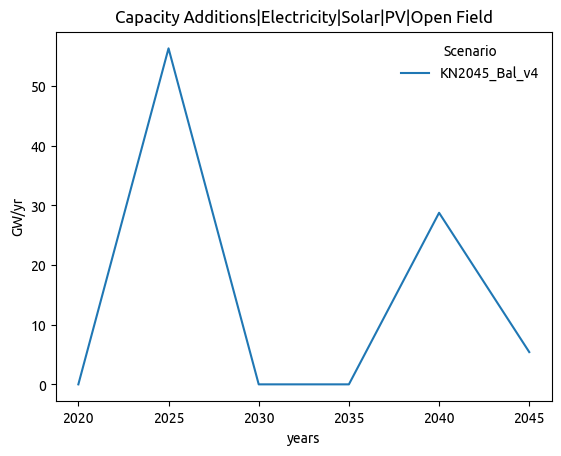 Capacity Additions|Electricity|Solar|PV|Open Field
Scenario
KN2045_Bal_v4
GW/yr
50
40
30
20
10
0
2020 2025 2030 2035 2040 2045
years